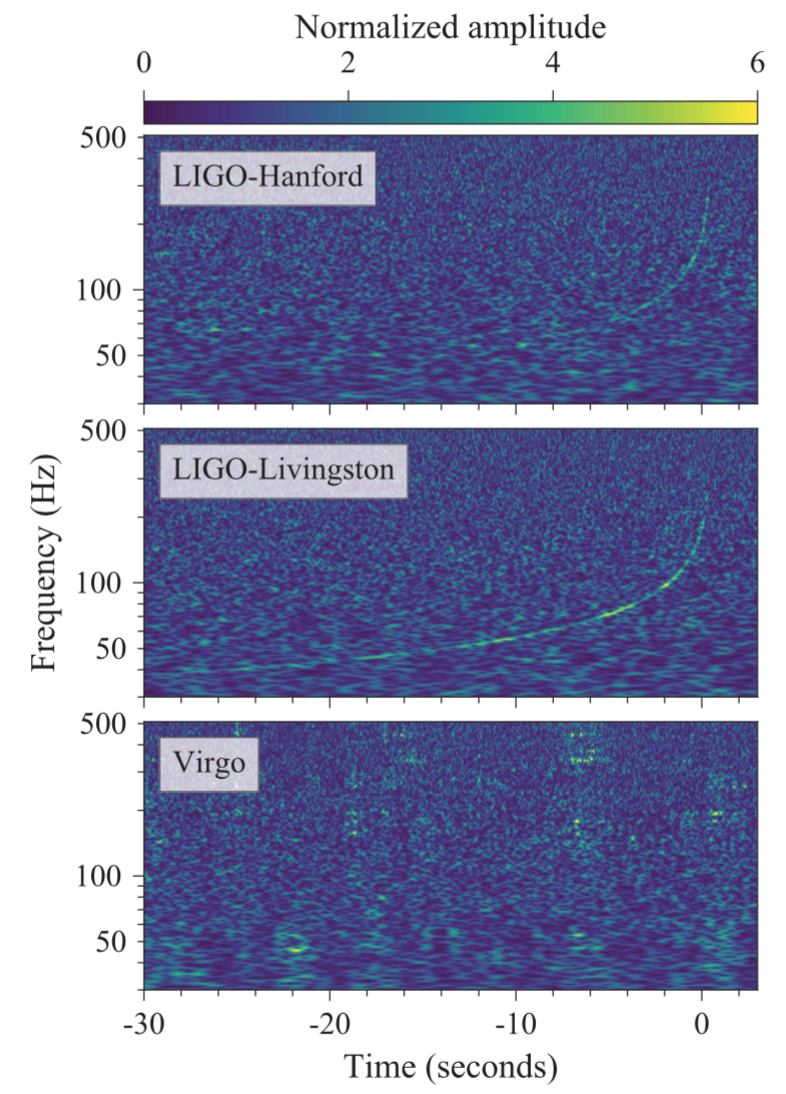 Normalized amplitude
0 2 4 6
500
LIGO-Hanford
100
50
500
LIGO-Livingston
100
50
Frequency (Hz)
500
Virgo
100
50
-30 -20 -10 0
Time (seconds)